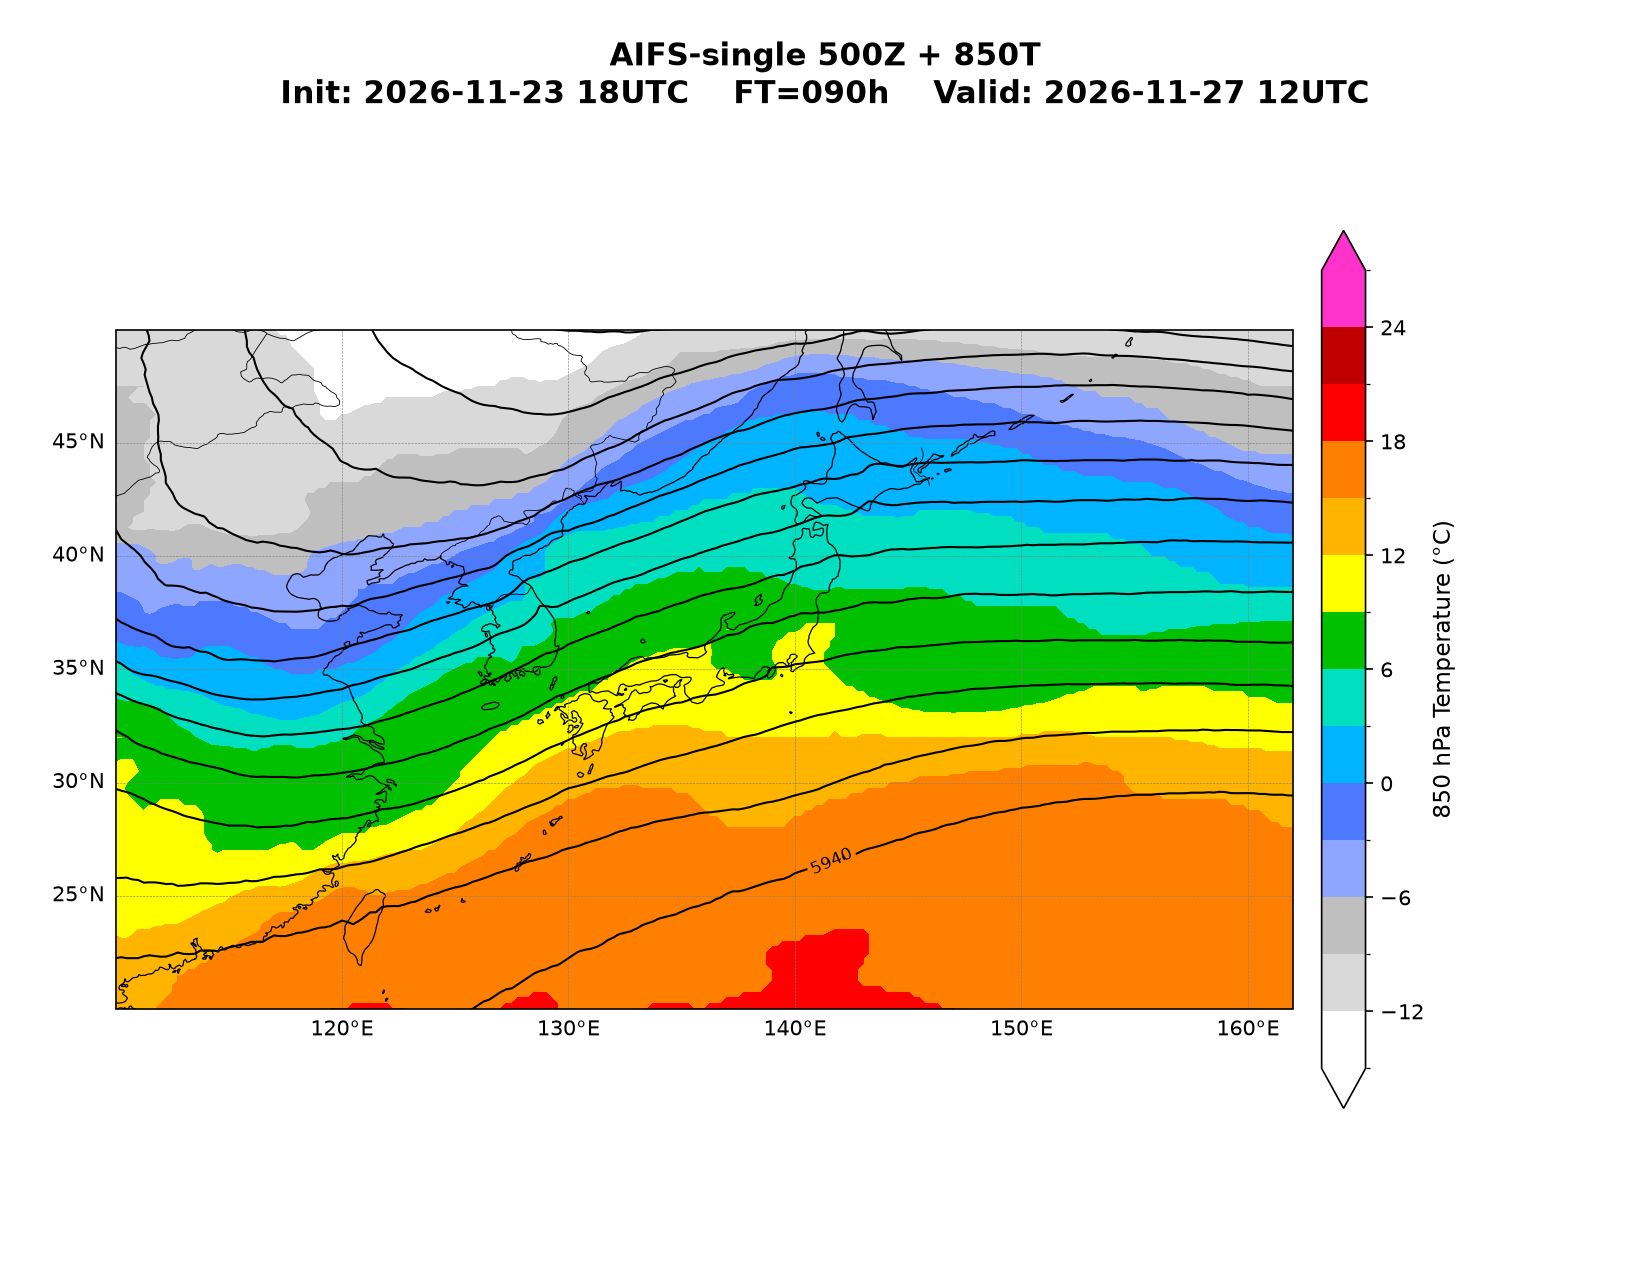 AIFS-single 500Z + 850T
Init: 2026-11-23 18UTC    FT=090h    Valid: 2026-11-27 12UTC
45°N
40°N
35°N
30°N
25°N
120°E
130°E
140°E
150°E
160°E
5940
24
18
12
6
0
−6
−12
850 hPa Temperature (°C)